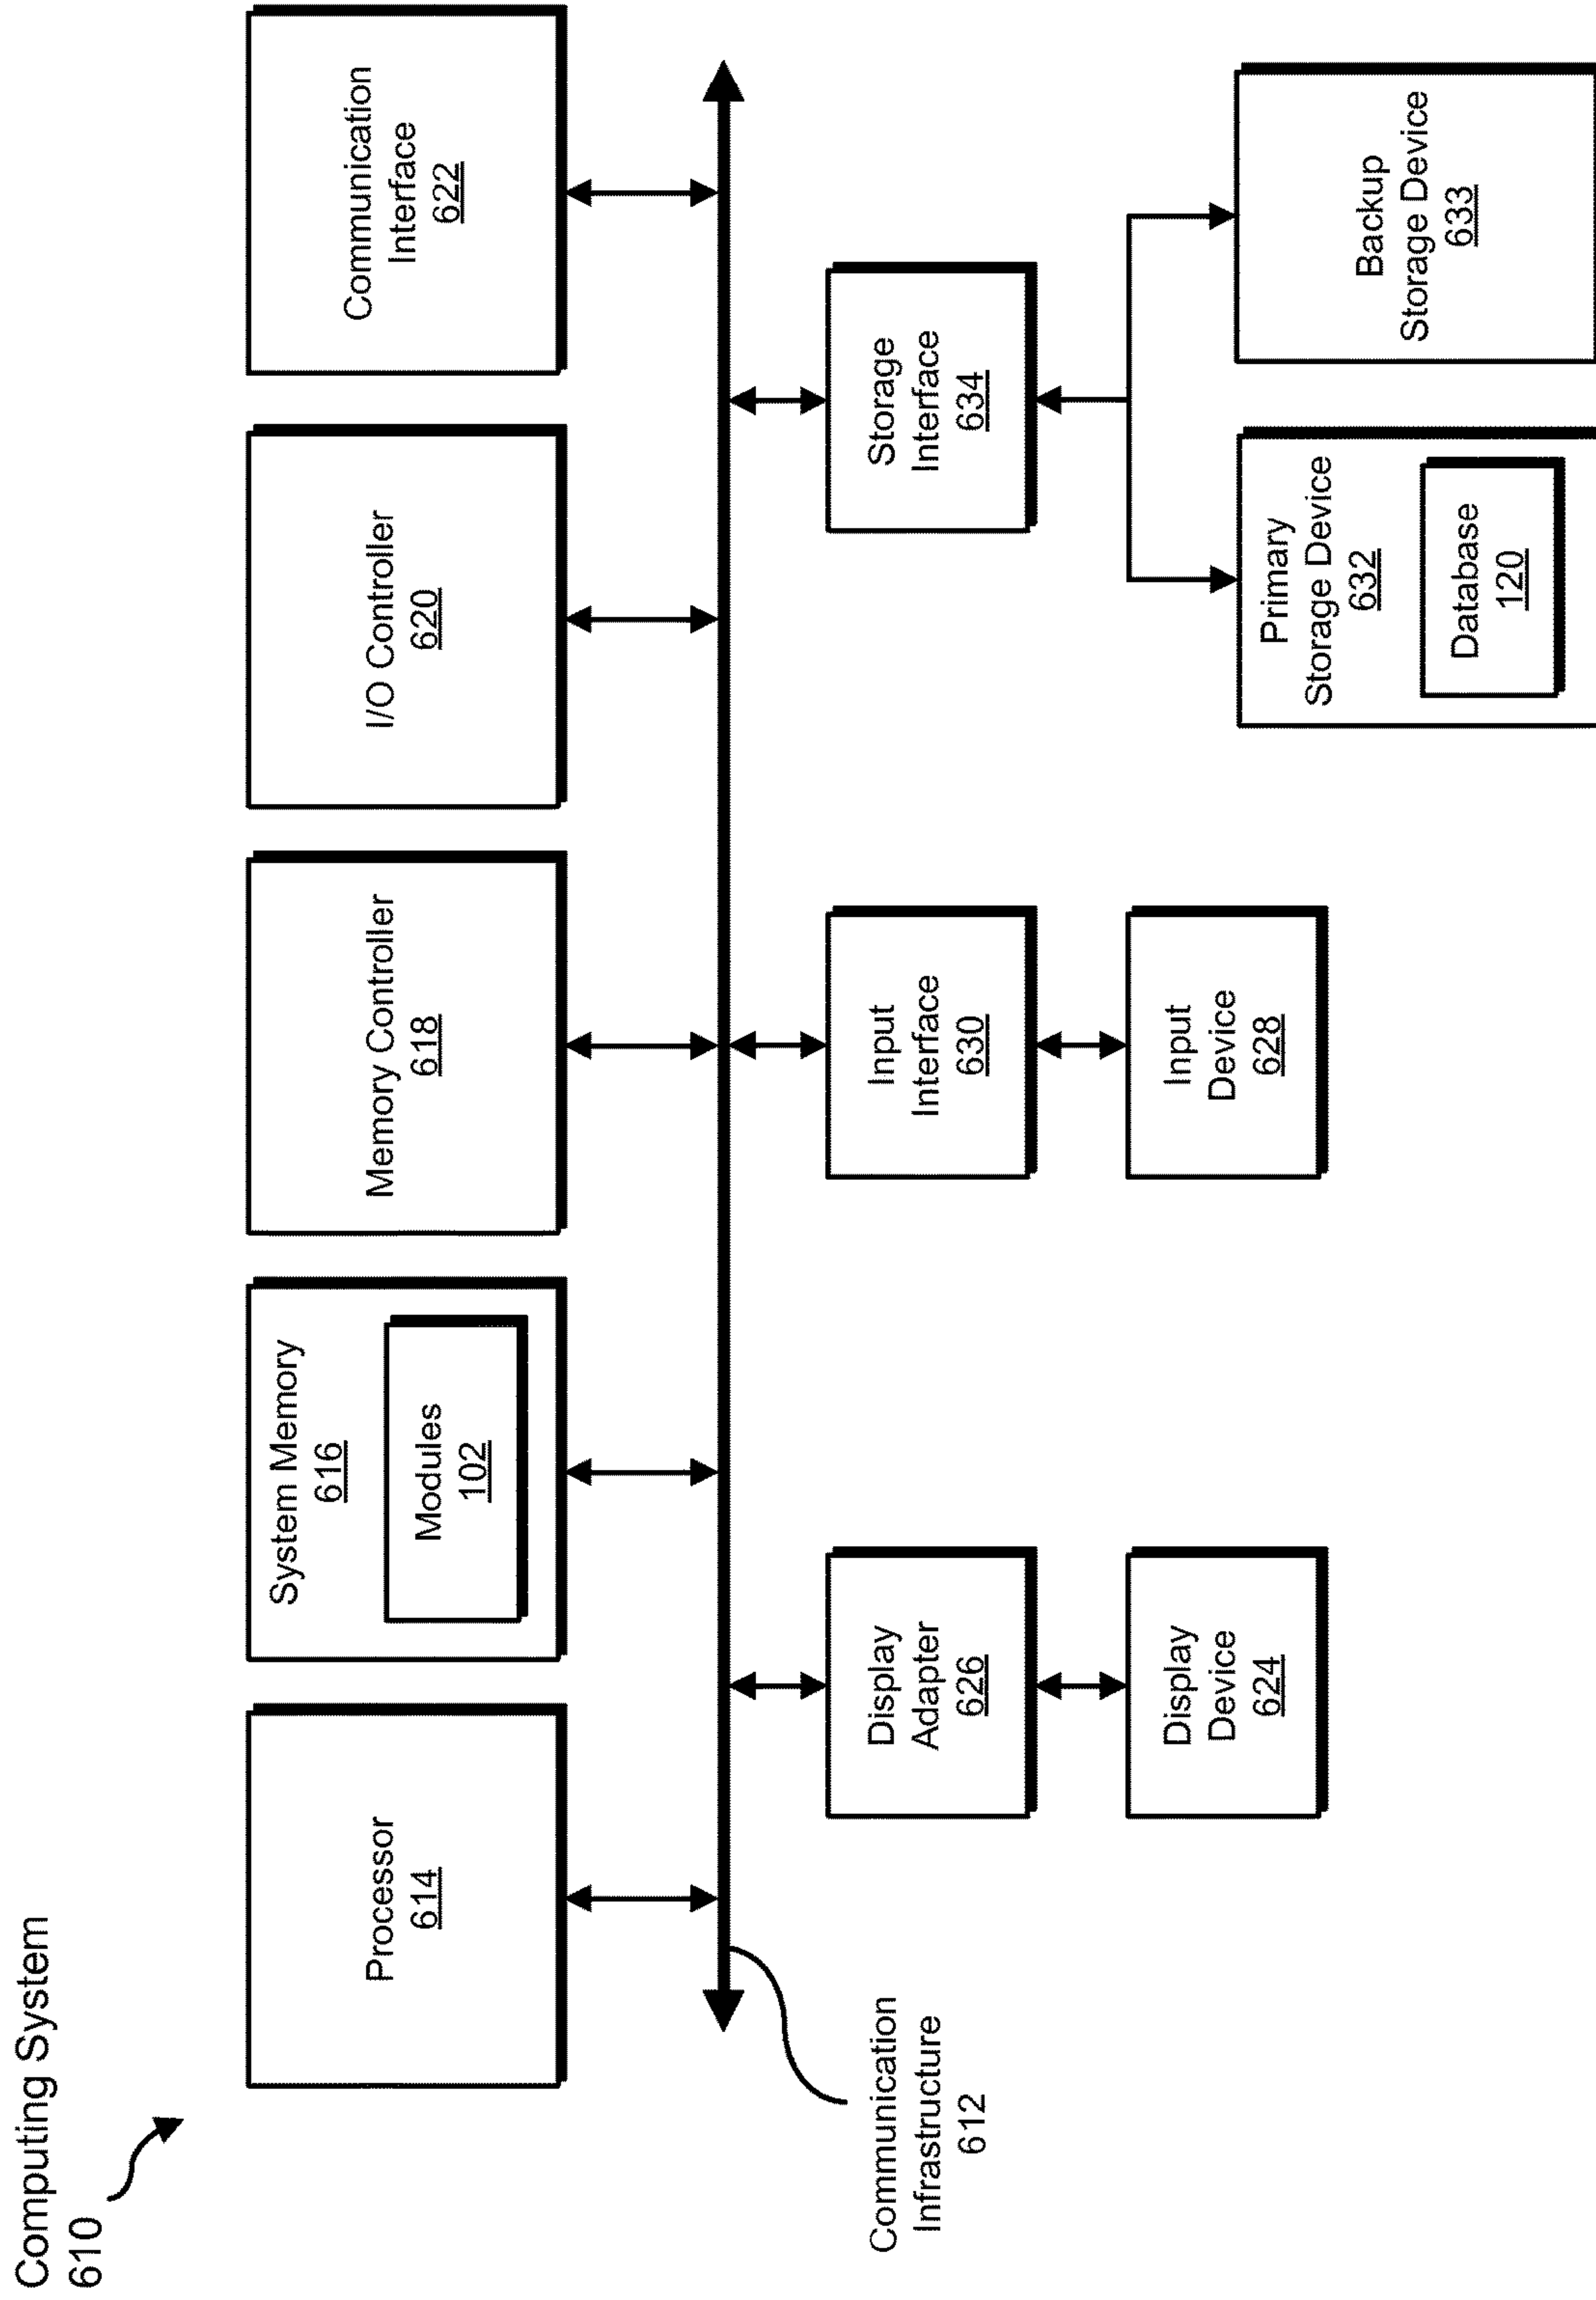 Computing System
610
Processor
614
System Memory
616
Modules
102
Memory Controller
618
I/O Controller
620
Communication
Interface
622
Communication
Infrastructure
612
Display
Adapter
626
Input
Interface
630
Storage
Interface
634
Display
Device
624
Input
Device
628
Primary
Storage Device
632
Database
120
Backup
Storage Device
633